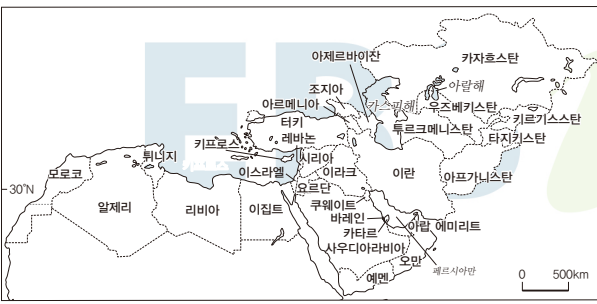 아제르바이잔
카자흐스탄
조지아
아랄해
아르메니아
카스피해
우즈베키스탄
터키
키르기스스탄
투르크메니스탄
타지키스탄
키프로스
레바논
튀너지
시리아
모로코
이스라엘
이라크
이란
아프가니스탄
30°N
요르단
알제리
리비아
이집트
쿠웨이트
바레인
아랍 에미리트
카타르
사우디아라비아
오만
페르시아만
예멘
0 500km